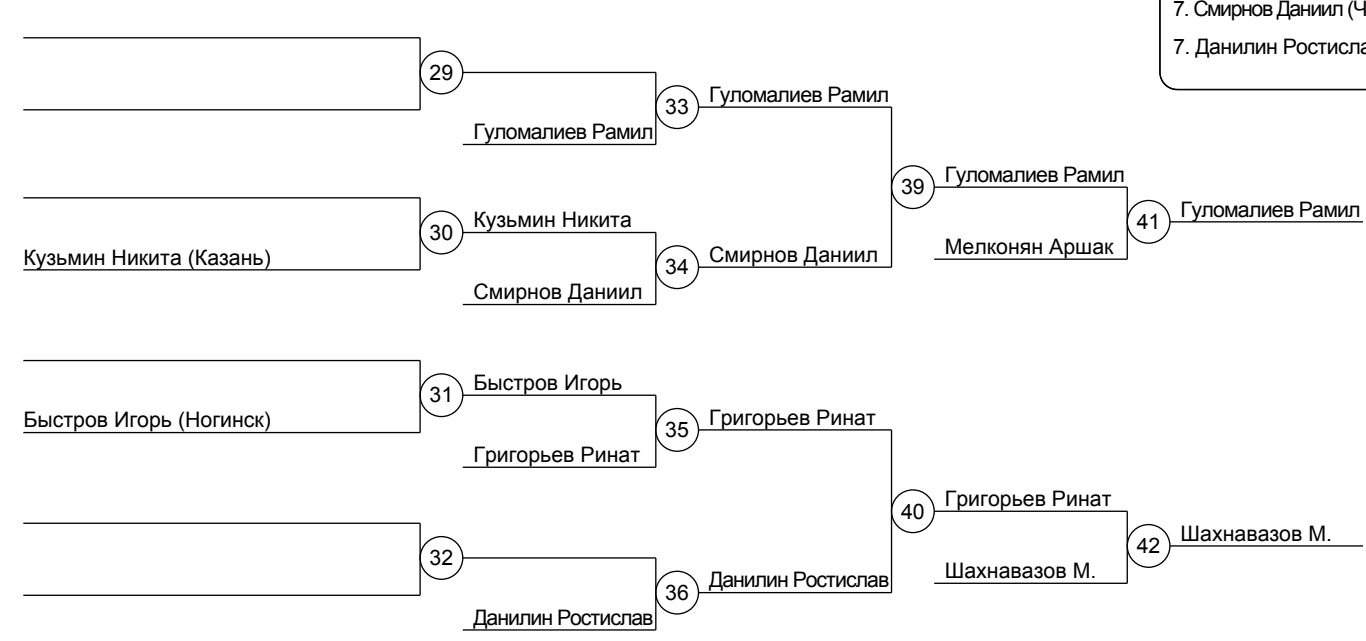 7. Смирнов Даниил (Ч
7. Данилин Ростисла
29
33
Гуломалиев Рамил
Гуломалиев Рамил
39
Гуломалиев Рамил
41
Гуломалиев Рамил
Мелконян Аршак
30
Кузьмин Никита
Кузьмин Никита (Казань)
34
Смирнов Даниил
Смирнов Даниил
31
Быстров Игорь
Быстров Игорь (Ногинск)
35
Григорьев Ринат
Григорьев Ринат
40
Григорьев Ринат
42
Шахнавазов М.
Шахнавазов М.
32
36
Данилин Ростислав
Данилин Ростислав